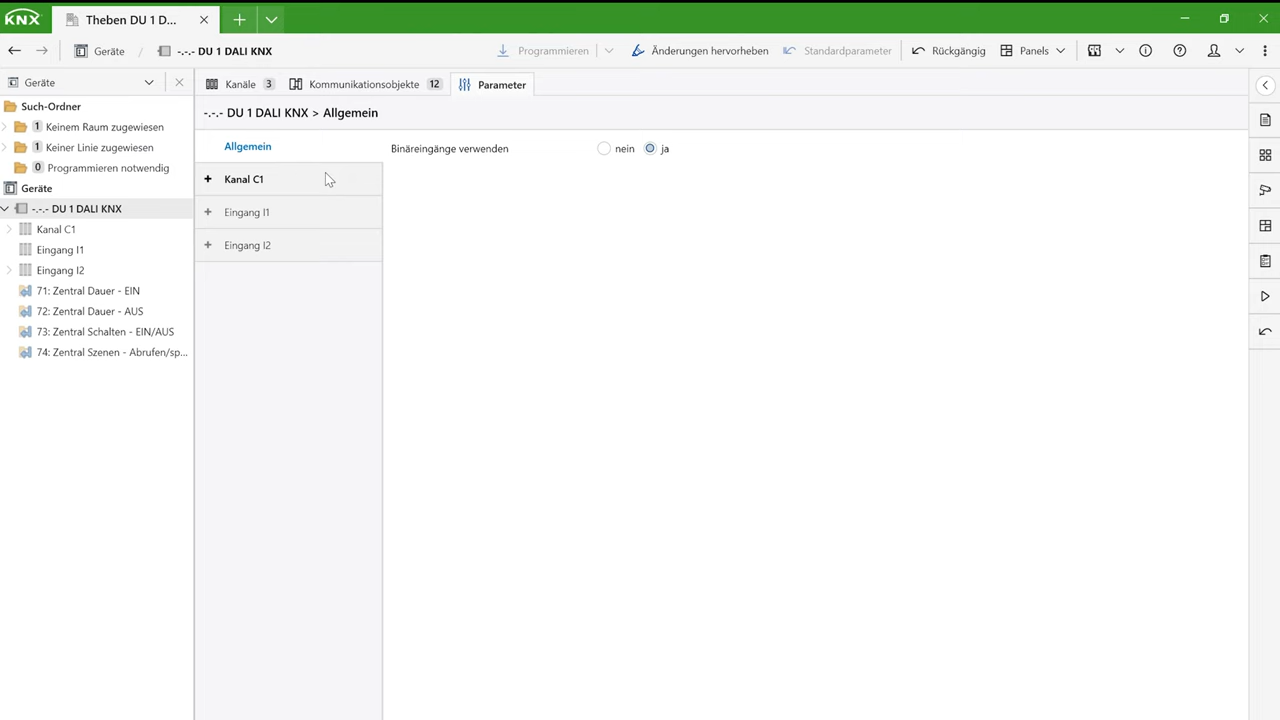 KNX
Theben DU 1 D...
Geräte
-.-.- DU 1 DALI KNX
Programmieren
Änderungen hervorheben
Standardparameter
Rückgängig
Panels
Geräte
Kanäle 3
Kommunikationsobjekte 12
Parameter
Such-Ordner
1 Keinem Raum zugewiesen
1 Keiner Linie zugewiesen
0 Programmieren notwendig
Geräte
-.-.- DU 1 DALI KNX
Kanal C1
Eingang I1
Eingang I2
71: Zentral Dauer - EIN
72: Zentral Dauer - AUS
73: Zentral Schalten - EIN/AUS
74: Zentral Szenen - Abrufen/sp...
-.-.- DU 1 DALI KNX > Allgemein
Allgemein
+ Kanal C1
+ Eingang I1
+ Eingang I2
Binäreingänge verwenden nein ja